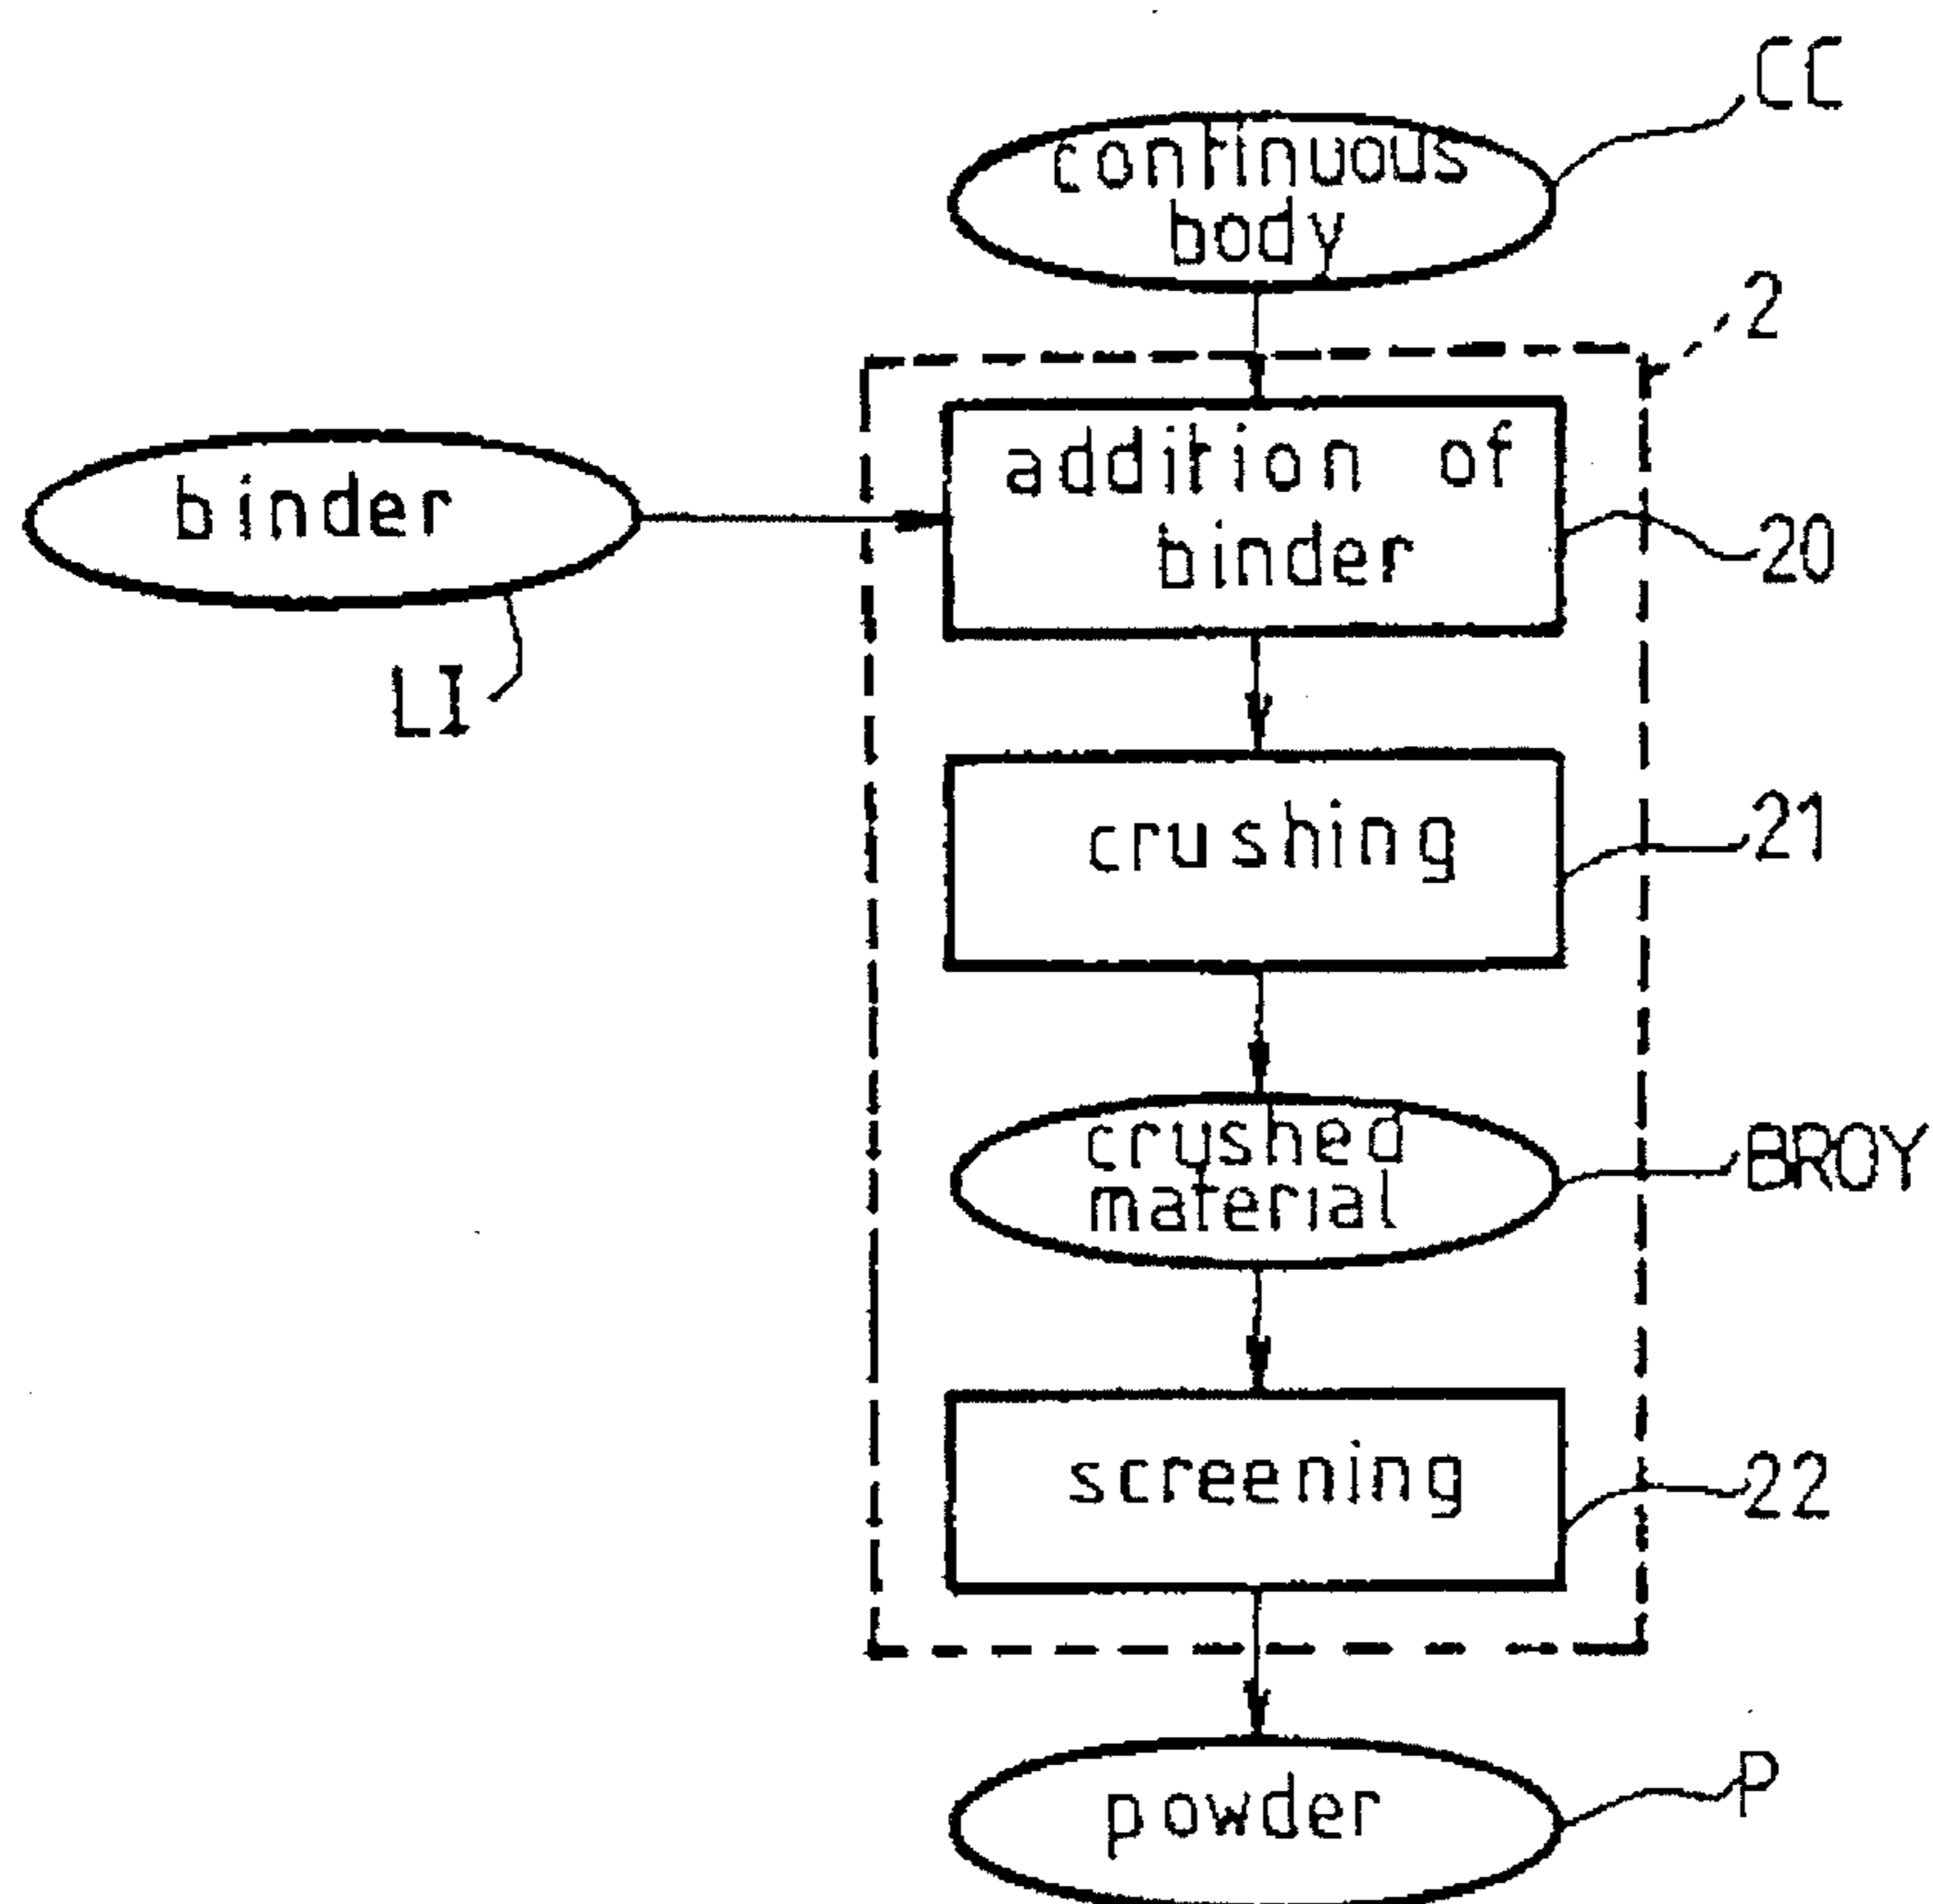 CC
continuous
body
2
addition of
binder
20
binder
LI
crushing
21
crushed
material
BROY
screening
22
powder
P